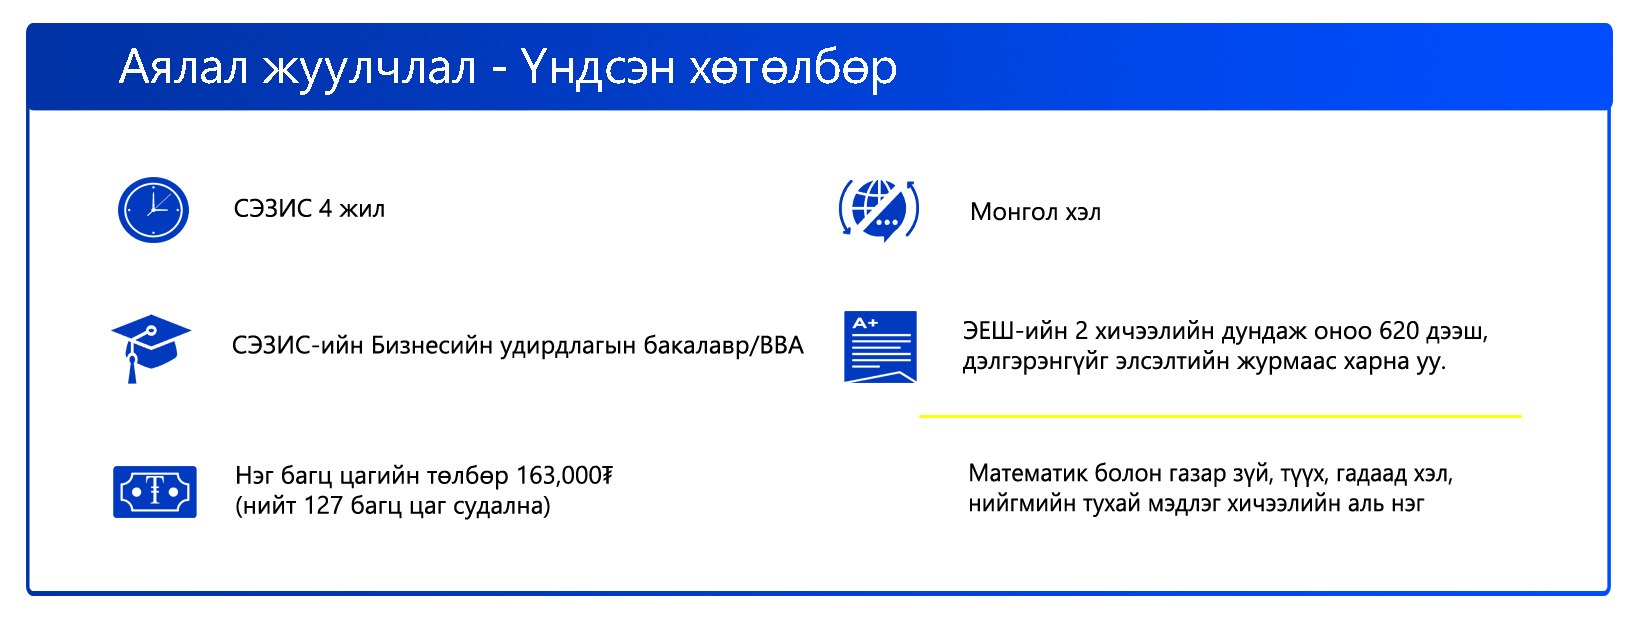 Аялал жуулчлал - Үндсэн хөтөлбөр
СЭЗИС 4 жил
Монгол хэл
СЭЗИС-ийн Бизнесийн удирдлагын бакалавр/BBA
A+
ЭЕШ-ийн 2 хичээлийн дундаж оноо 620 дээш,
дэлгэрэнгүйг элсэлтийн журмаас харна уу.
Нэг багц цагийн төлбөр 163,000₮
(нийт 127 багц цаг судална)
Математик болон газар зүй, түүх, гадаад хэл,
нийгмийн тухай мэдлэг хичээлийн аль нэг